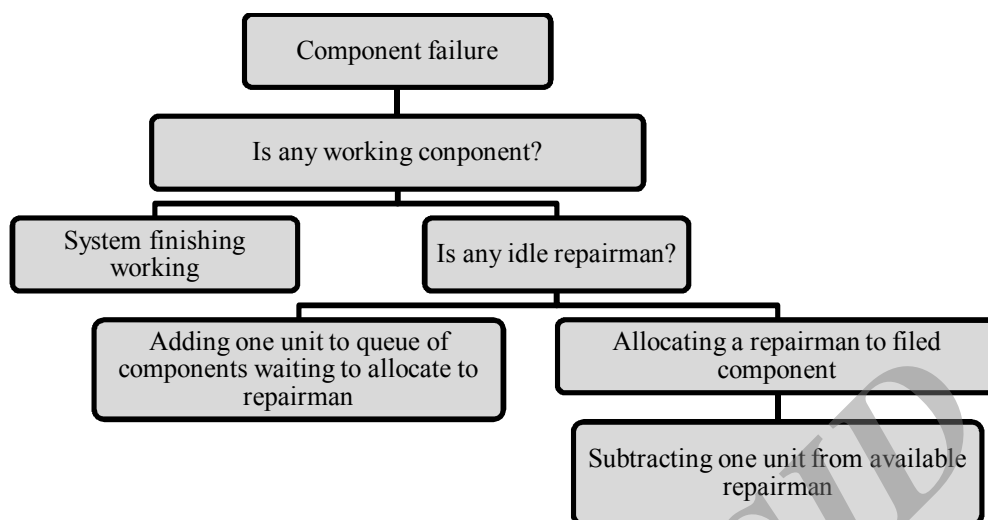 Component failure
Is any working conponent?
System finishing
working
Is any idle repairman?
Adding one unit to queue of
components waiting to allocate to
repairman
Allocating a repairman to filed
component
Subtracting one unit from available
repairman
SID